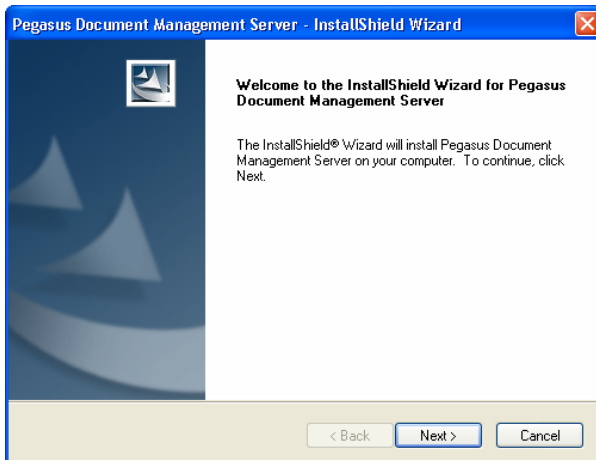 Pegasus Document Management Server - InstallShield Wizard
Welcome to the InstallShield Wizard for Pegasus
Document Management Server
The InstallShield® Wizard will install Pegasus Document
Management Server on your computer.  To continue, click
Next.
< Back
Next >
Cancel